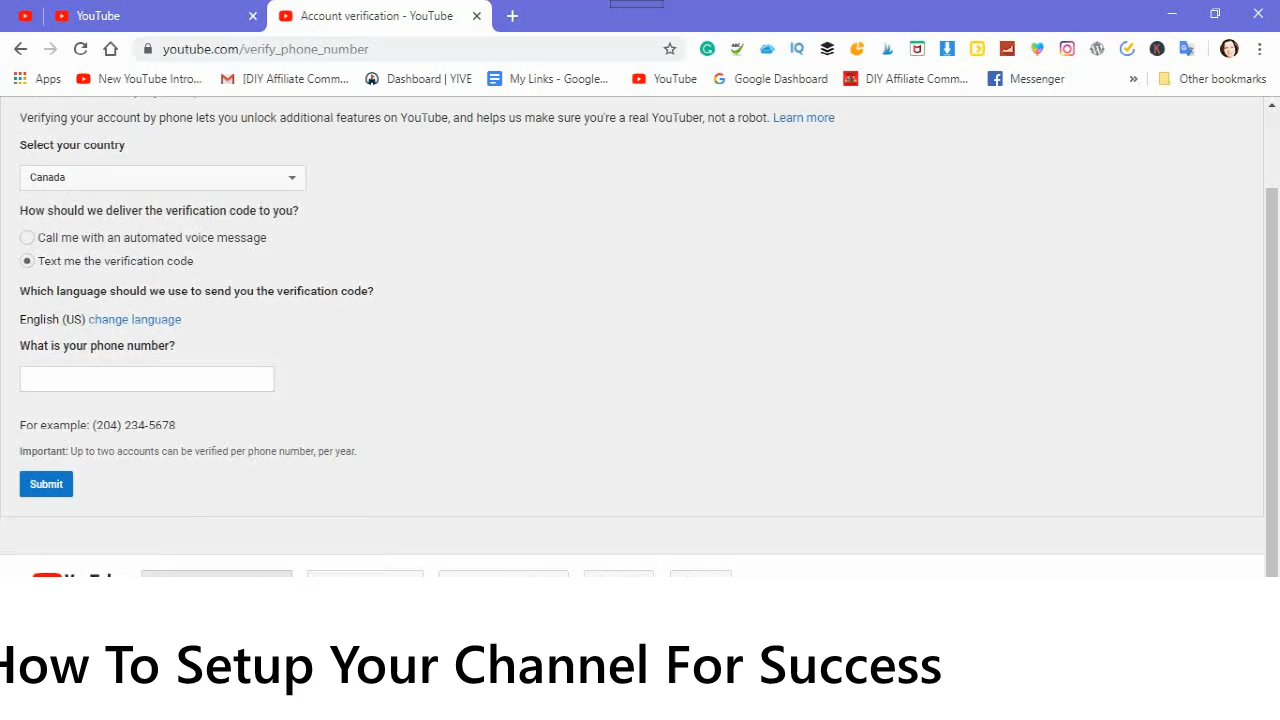 YouTube
Account verification - YouTube
youtube.com/verify_phone_number
Apps
New YouTube Intro...
[DIY Affiliate Comm...
Dashboard | YIVE
My Links - Google...
YouTube
Google Dashboard
DIY Affiliate Comm...
Messenger
»
Other bookmarks
Verifying your account by phone lets you unlock additional features on YouTube, and helps us make sure you're a real YouTuber, not a robot. Learn more
Select your country
Canada
How should we deliver the verification code to you?
Call me with an automated voice message
Text me the verification code
Which language should we use to send you the verification code?
English (US) change language
What is your phone number?
For example: (204) 234-5678
Important: Up to two accounts can be verified per phone number, per year.
Submit
How To Setup Your Channel For Success